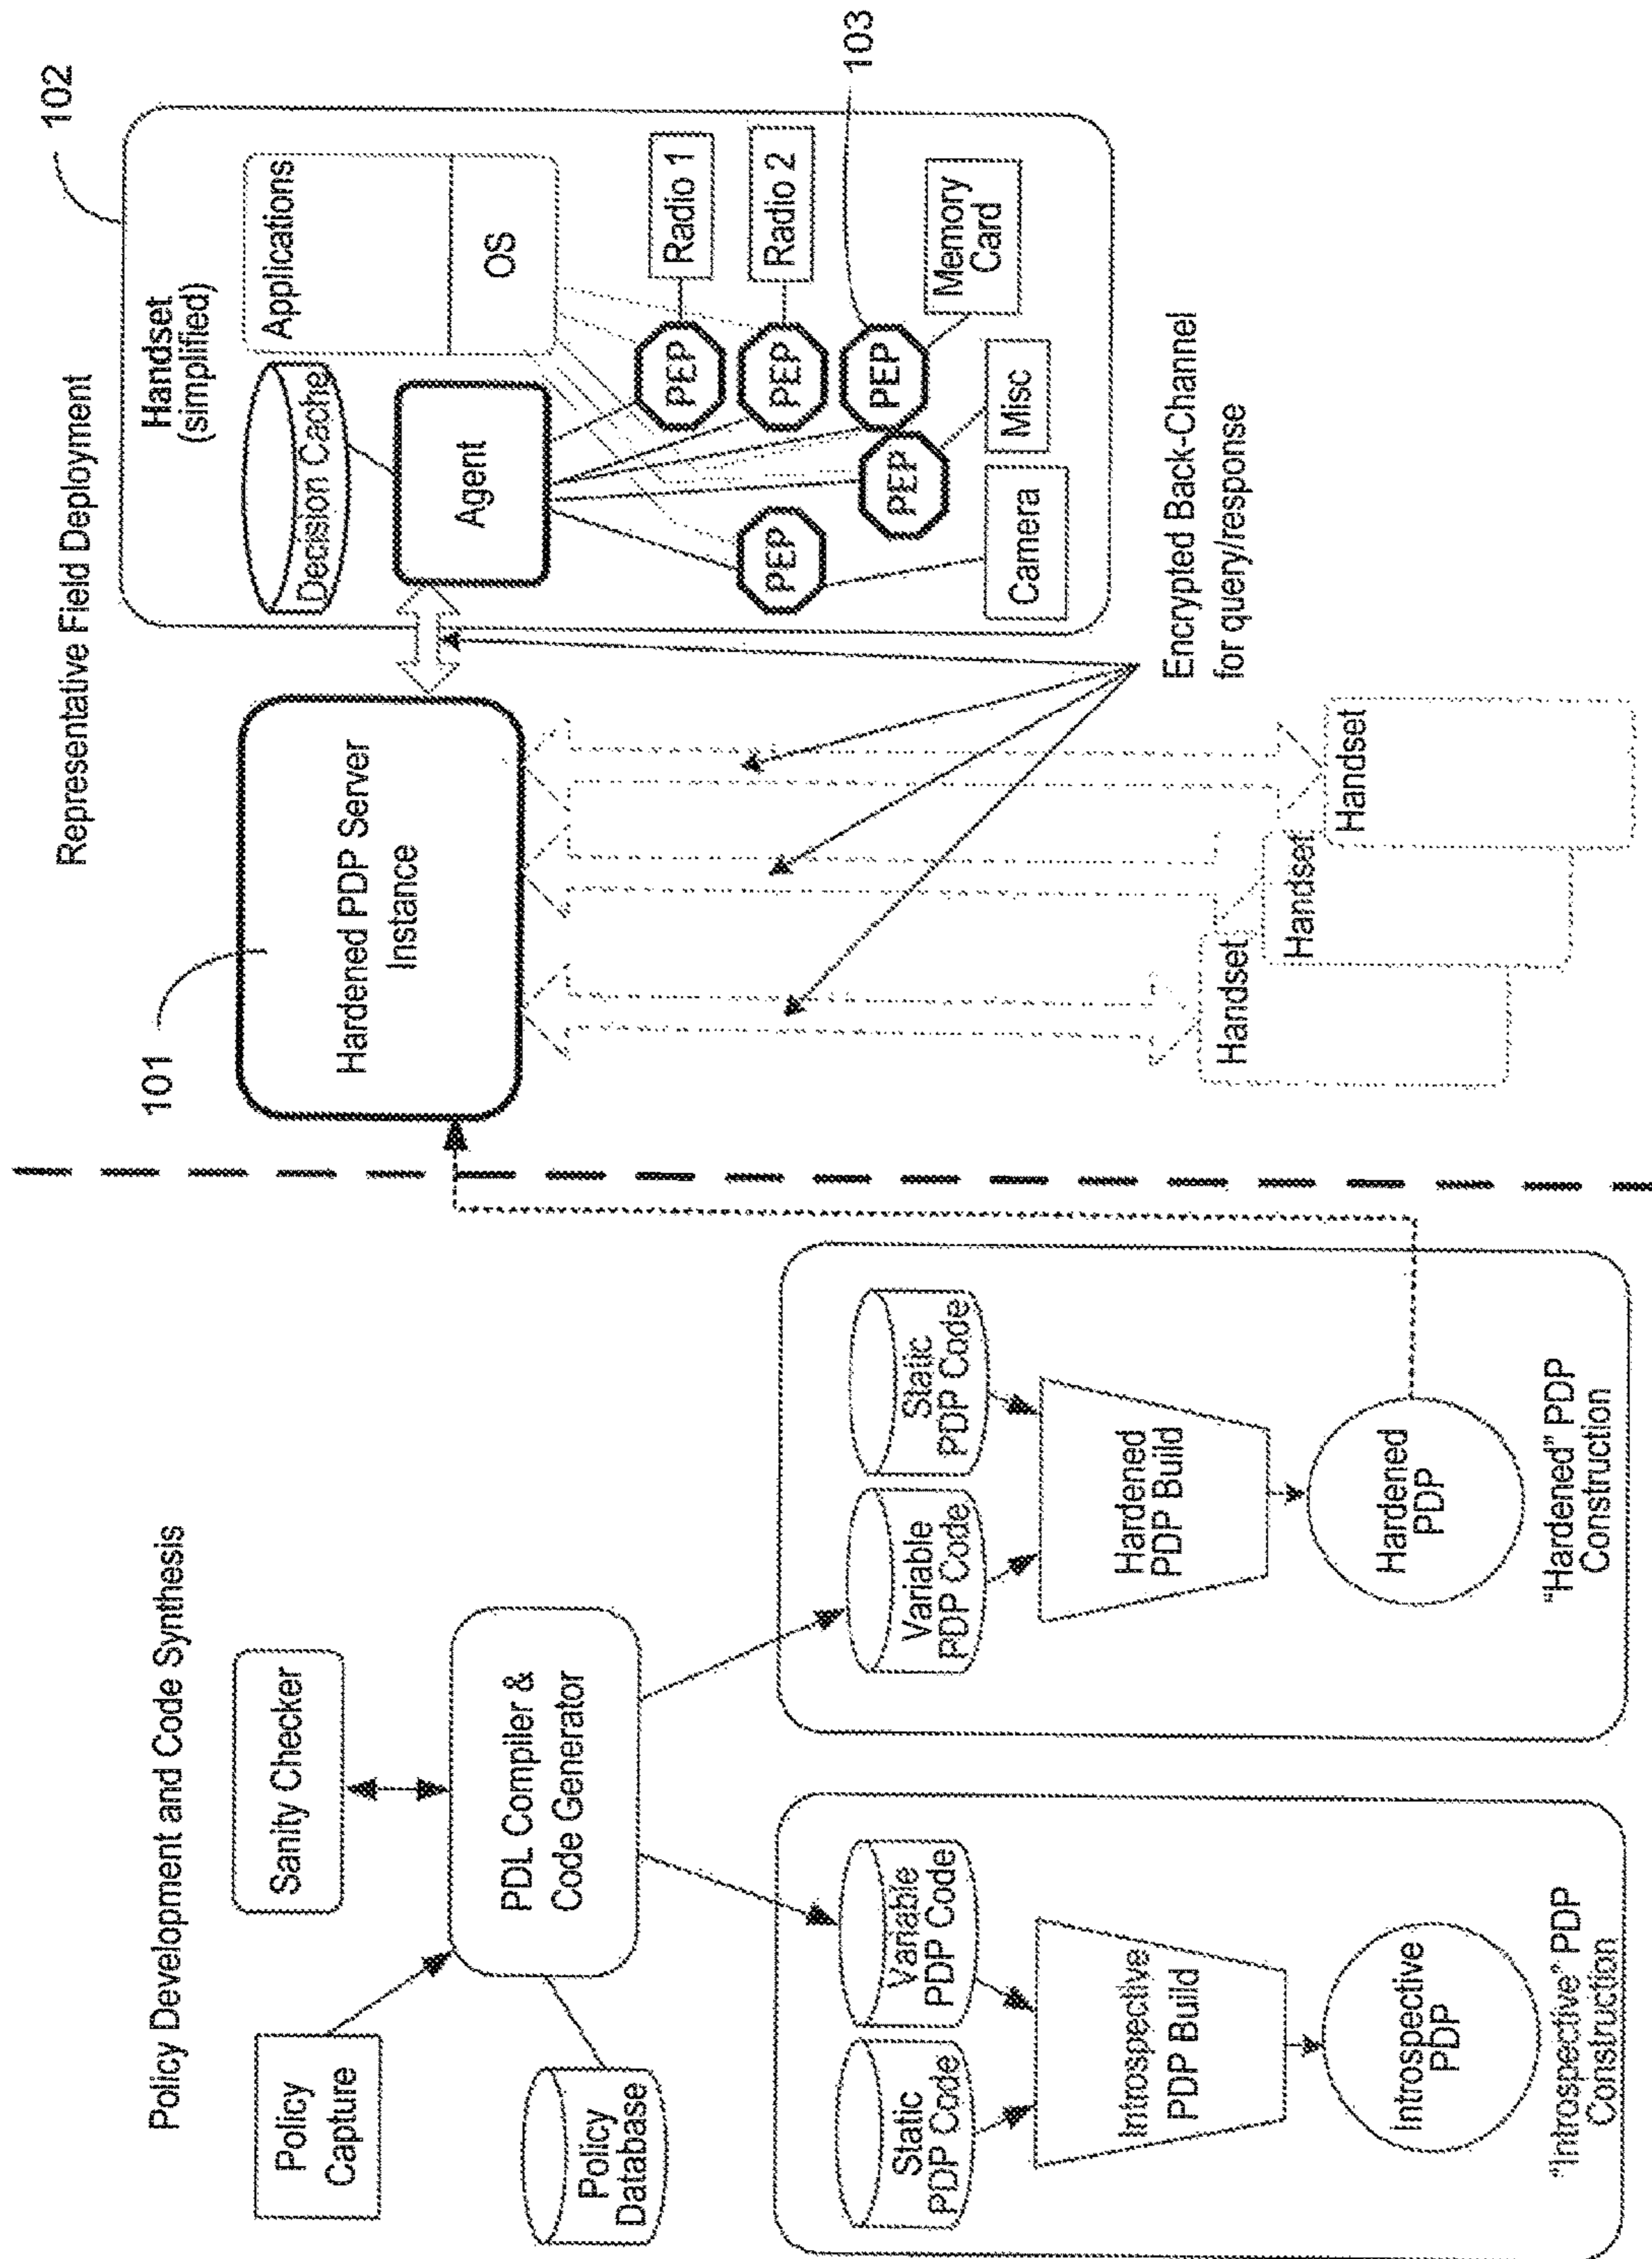 Policy Development and Code Synthesis
Policy
Capture
Sanity Checker
Policy
Database
PDL Compiler &
Code Generator
Static
PDP Code
Variable
PDP Code
Introspective
PDP Build
Introspective
PDP
"Introspective" PDP
Construction
Variable
PDP Code
Static
PDP Code
Hardened
PDP Build
Hardened
PDP
"Hardened" PDP
Construction
Representative Field Deployment
101
Hardened PDP Server
Instance
102
Handset
(simplified)
Decision Cache
Applications
OS
Agent
PEP
PEP
PEP
PEP
PEP
Radio 1
Radio 2
103
Memory
Card
Misc
Camera
Encrypted Back-Channel
for query/response
Handset
Handset
Handset